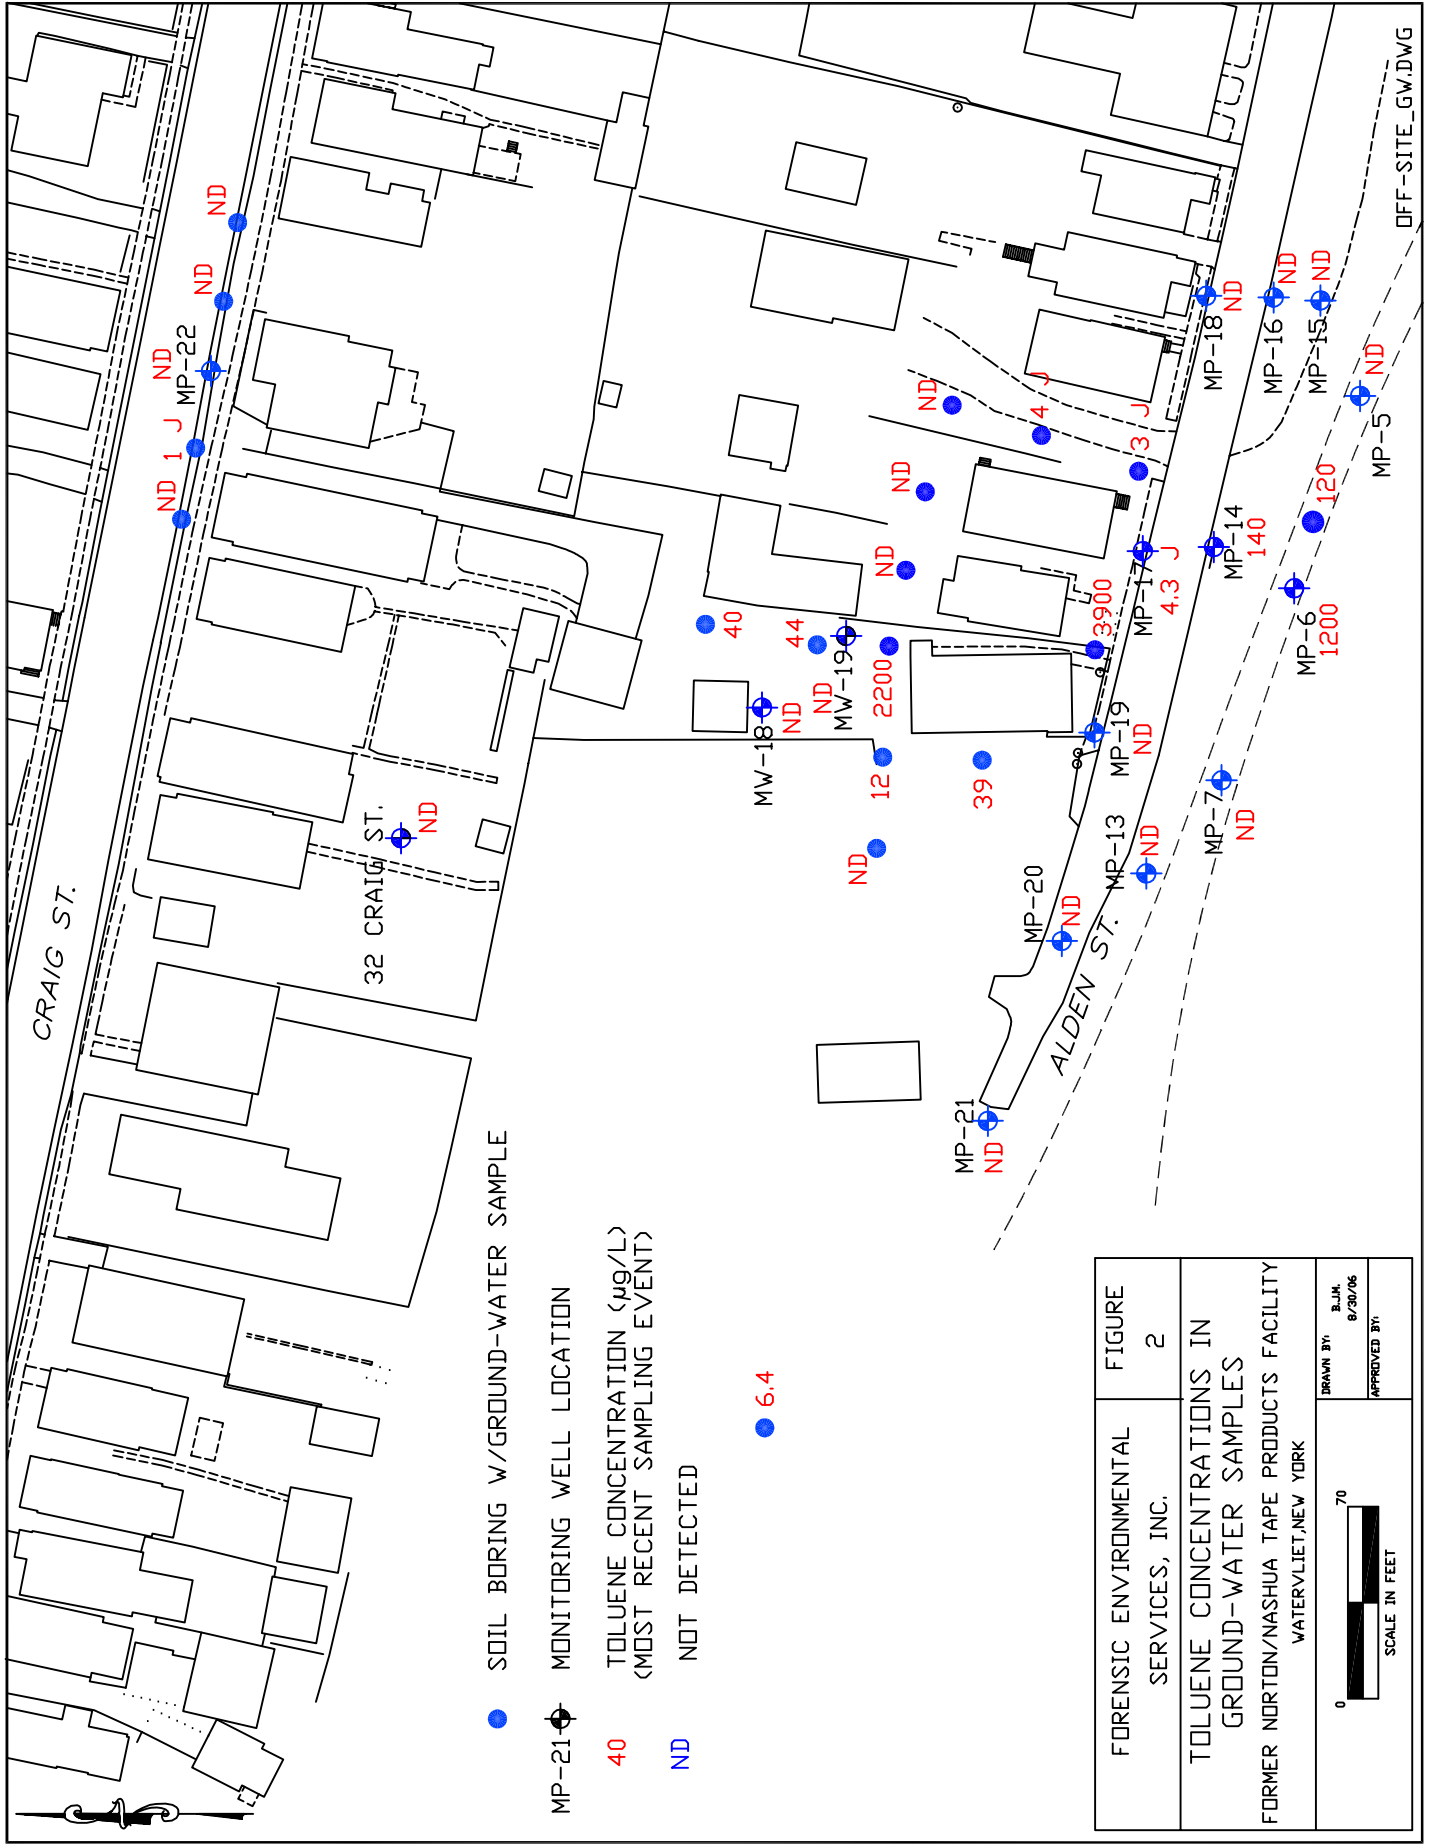 CRAIG ST.
ND
ND
ND
MP-22
1 J
ND
32 CRAIG ST.
ND
40
44
ND
MW-19
ND
MW-18
2200
12
39
ND
ND
ND
ND
4 J
3 J
3900
MP-17
4.3 J
MP-14
140
120
MP-6
1200
MP-18
ND
MP-16
ND
MP-15
ND
MP-5
ND
MP-19
ND
MP-7
ND
MP-13
ND
MP-20
ND
ALDEN ST.
MP-21
ND
6.4
OFF-SITE_GW.DWG
SOIL BORING W/GROUND-WATER SAMPLE
MP-21 MONITORING WELL LOCATION
40 TOLUENE CONCENTRATION (µg/L)
(MOST RECENT SAMPLING EVENT)
ND NOT DETECTED
FORENSIC ENVIRONMENTAL
SERVICES, INC.
FIGURE
2
TOLUENE CONCENTRATIONS IN
GROUND-WATER SAMPLES
FORMER NORTON/NASHUA TAPE PRODUCTS FACILITY
WATERVLIET,NEW YORK
0 70
SCALE IN FEET
DRAWN BY: B.J.M.
8/30/06
APPROVED BY: